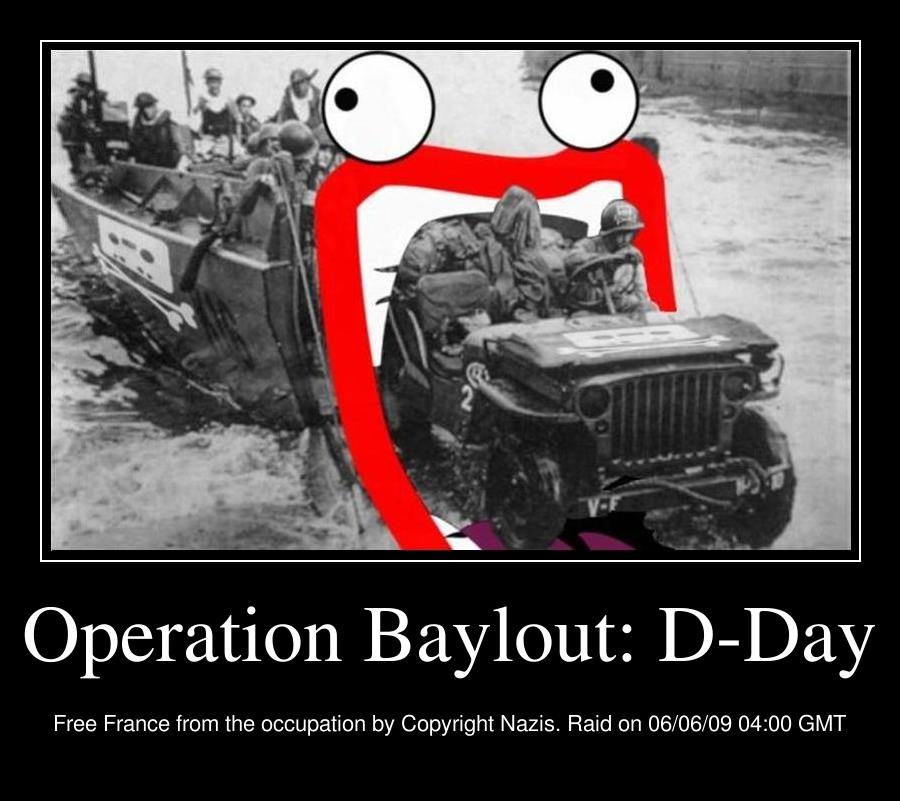 2
V-F
Operation Baylout: D-Day
Free France from the occupation by Copyright Nazis. Raid on 06/06/09 04:00 GMT